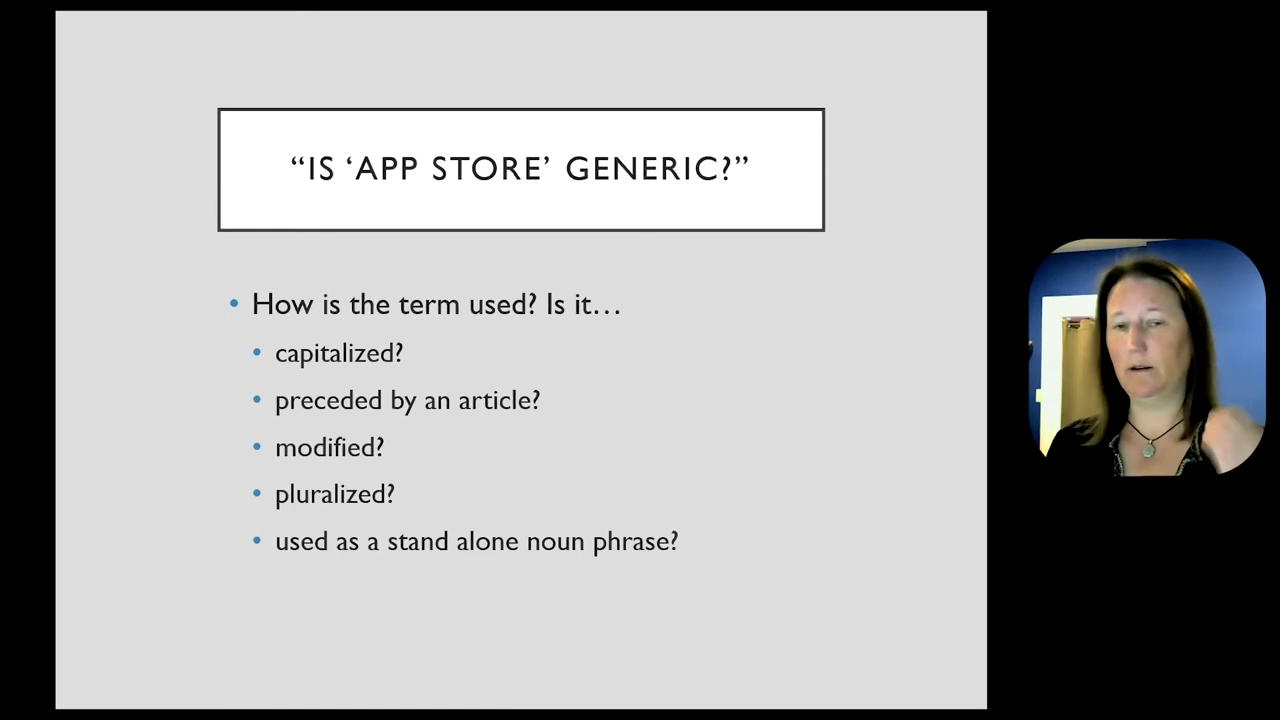 “IS ‘APP STORE’ GENERIC?”
• How is the term used? Is it…
• capitalized?
• preceded by an article?
• modified?
• pluralized?
• used as a stand alone noun phrase?